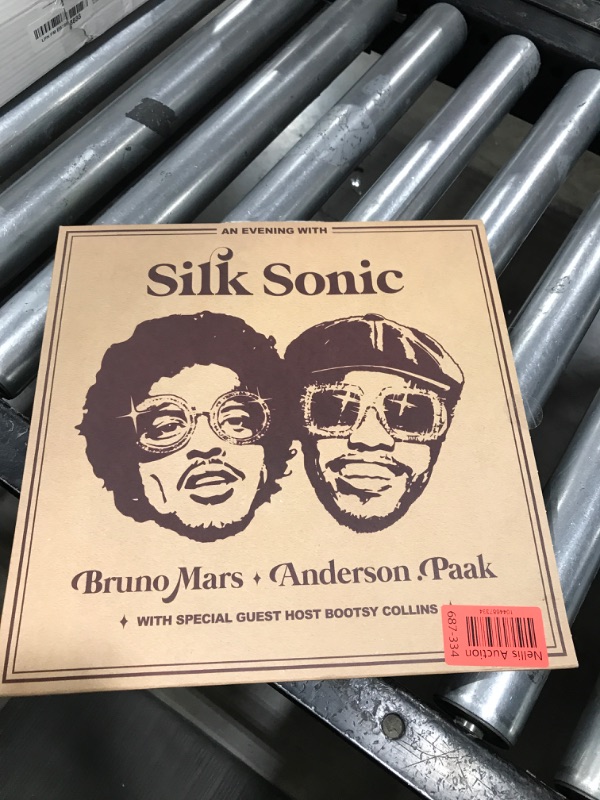 AN EVENING WITH
Silk Sonic
Bruno Mars ✦ Anderson .Paak
✦ WITH SPECIAL GUEST HOST BOOTSY COLLINS
Nellis Auction
687-334